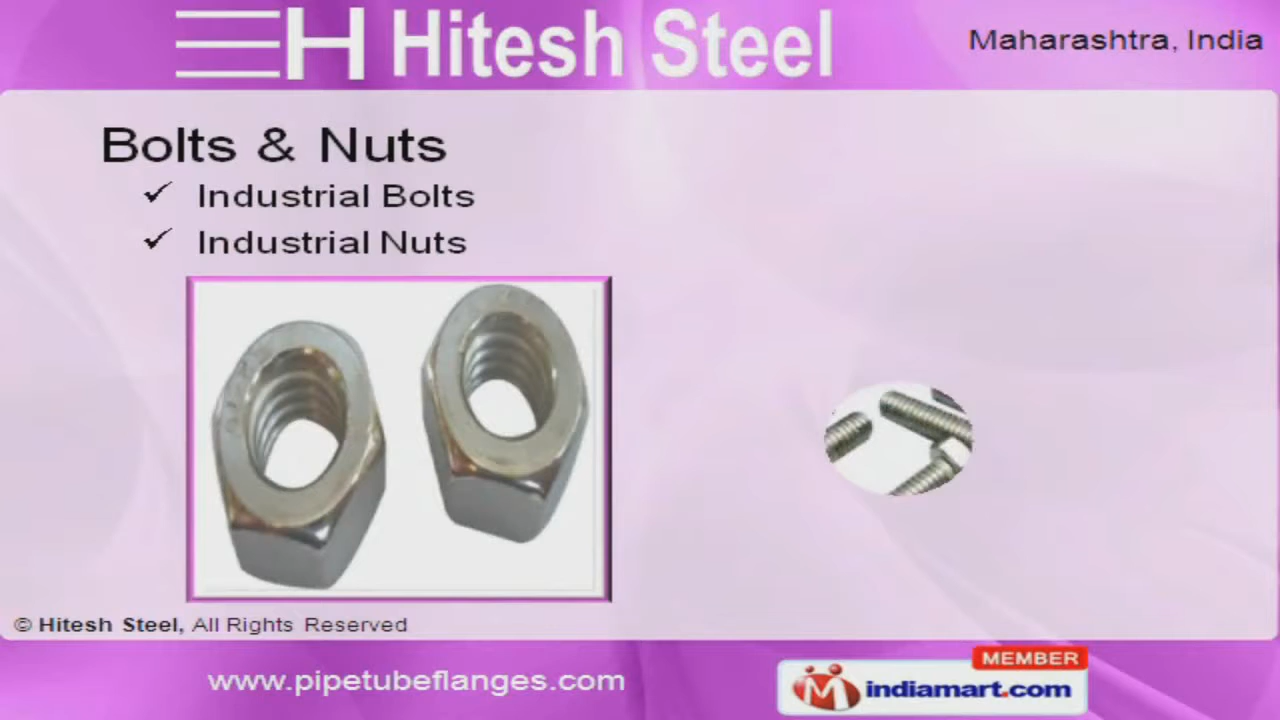 H Hitesh Steel
Maharashtra, India
Bolts & Nuts
✓ Industrial Bolts
✓ Industrial Nuts
© Hitesh Steel, All Rights Reserved
www.pipetubeflanges.com
MEMBER
M indiamart.com